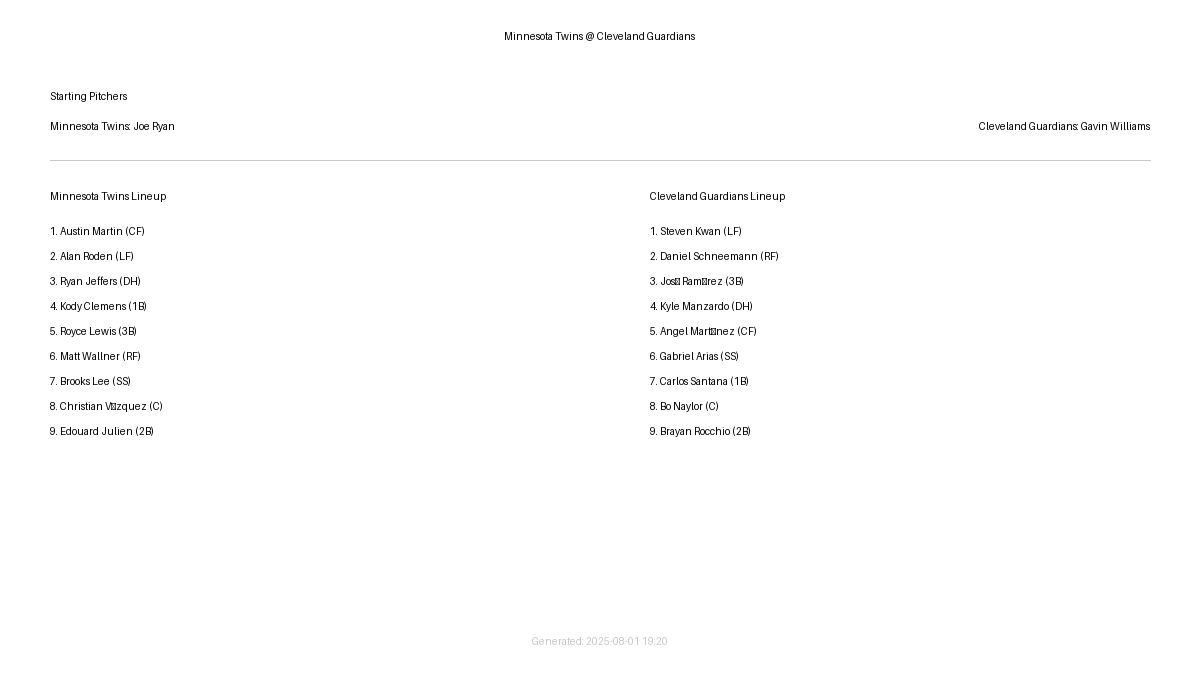 Minnesota Twins @ Cleveland Guardians
Starting Pitchers
Minnesota Twins: Joe Ryan
Cleveland Guardians: Gavin Williams
Minnesota Twins Lineup
1. Austin Martin (CF)
2. Alan Roden (LF)
3. Ryan Jeffers (DH)
4. Kody Clemens (1B)
5. Royce Lewis (3B)
6. Matt Wallner (RF)
7. Brooks Lee (SS)
8. Christian V▯zquez (C)
9. Edouard Julien (2B)
Cleveland Guardians Lineup
1. Steven Kwan (LF)
2. Daniel Schneemann (RF)
3. Jos▯ Ram▯rez (3B)
4. Kyle Manzardo (DH)
5. Angel Mart▯nez (CF)
6. Gabriel Arias (SS)
7. Carlos Santana (1B)
8. Bo Naylor (C)
9. Brayan Rocchio (2B)
Generated: 2025-08-01 19:20